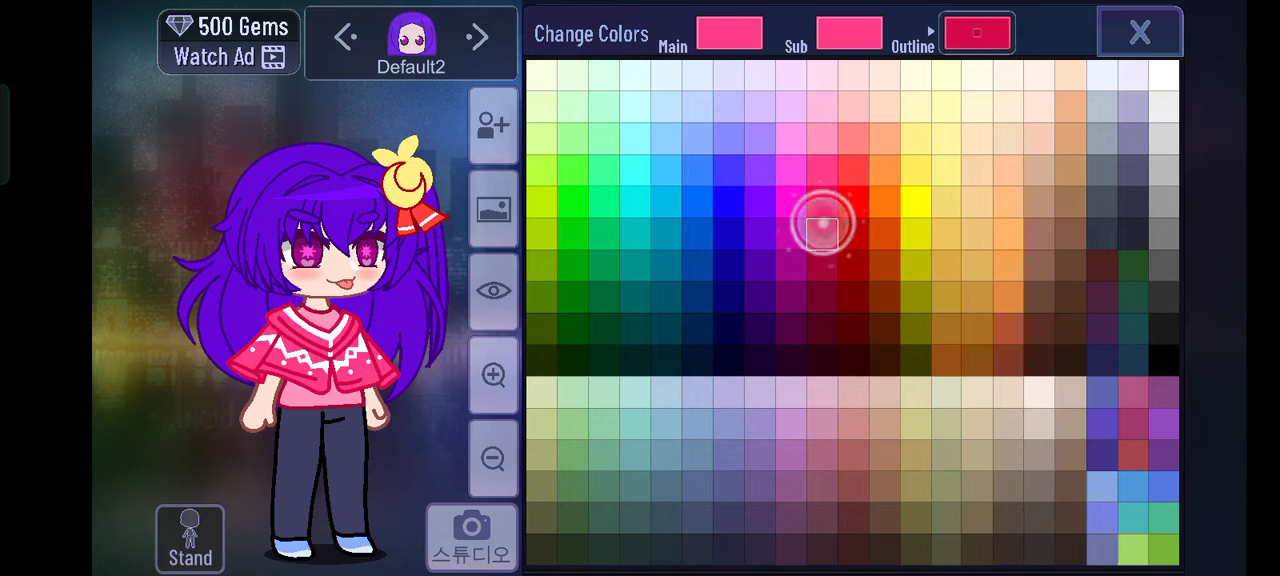 500 Gems
Watch Ad
Default2
Change Colors
Main
Sub
Outline
X
Stand
스튜디오